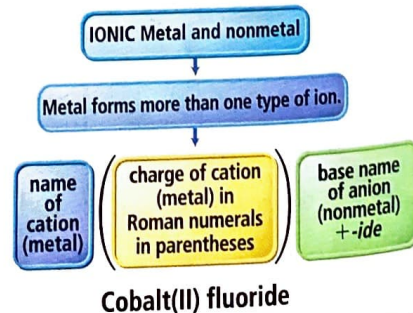 IONIC Metal and nonmetal
Metal forms more than one type of ion.
name
of
cation
(metal)
(
charge of cation
(metal) in
Roman numerals
in parentheses
)
base name
of anion
(nonmetal)
+ -ide
Cobalt(II) fluoride